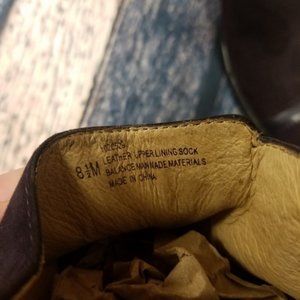 8½M
LEATHER UPPER LINING SOCK
BALANCE MAN MADE MATERIALS
MADE IN CHINA